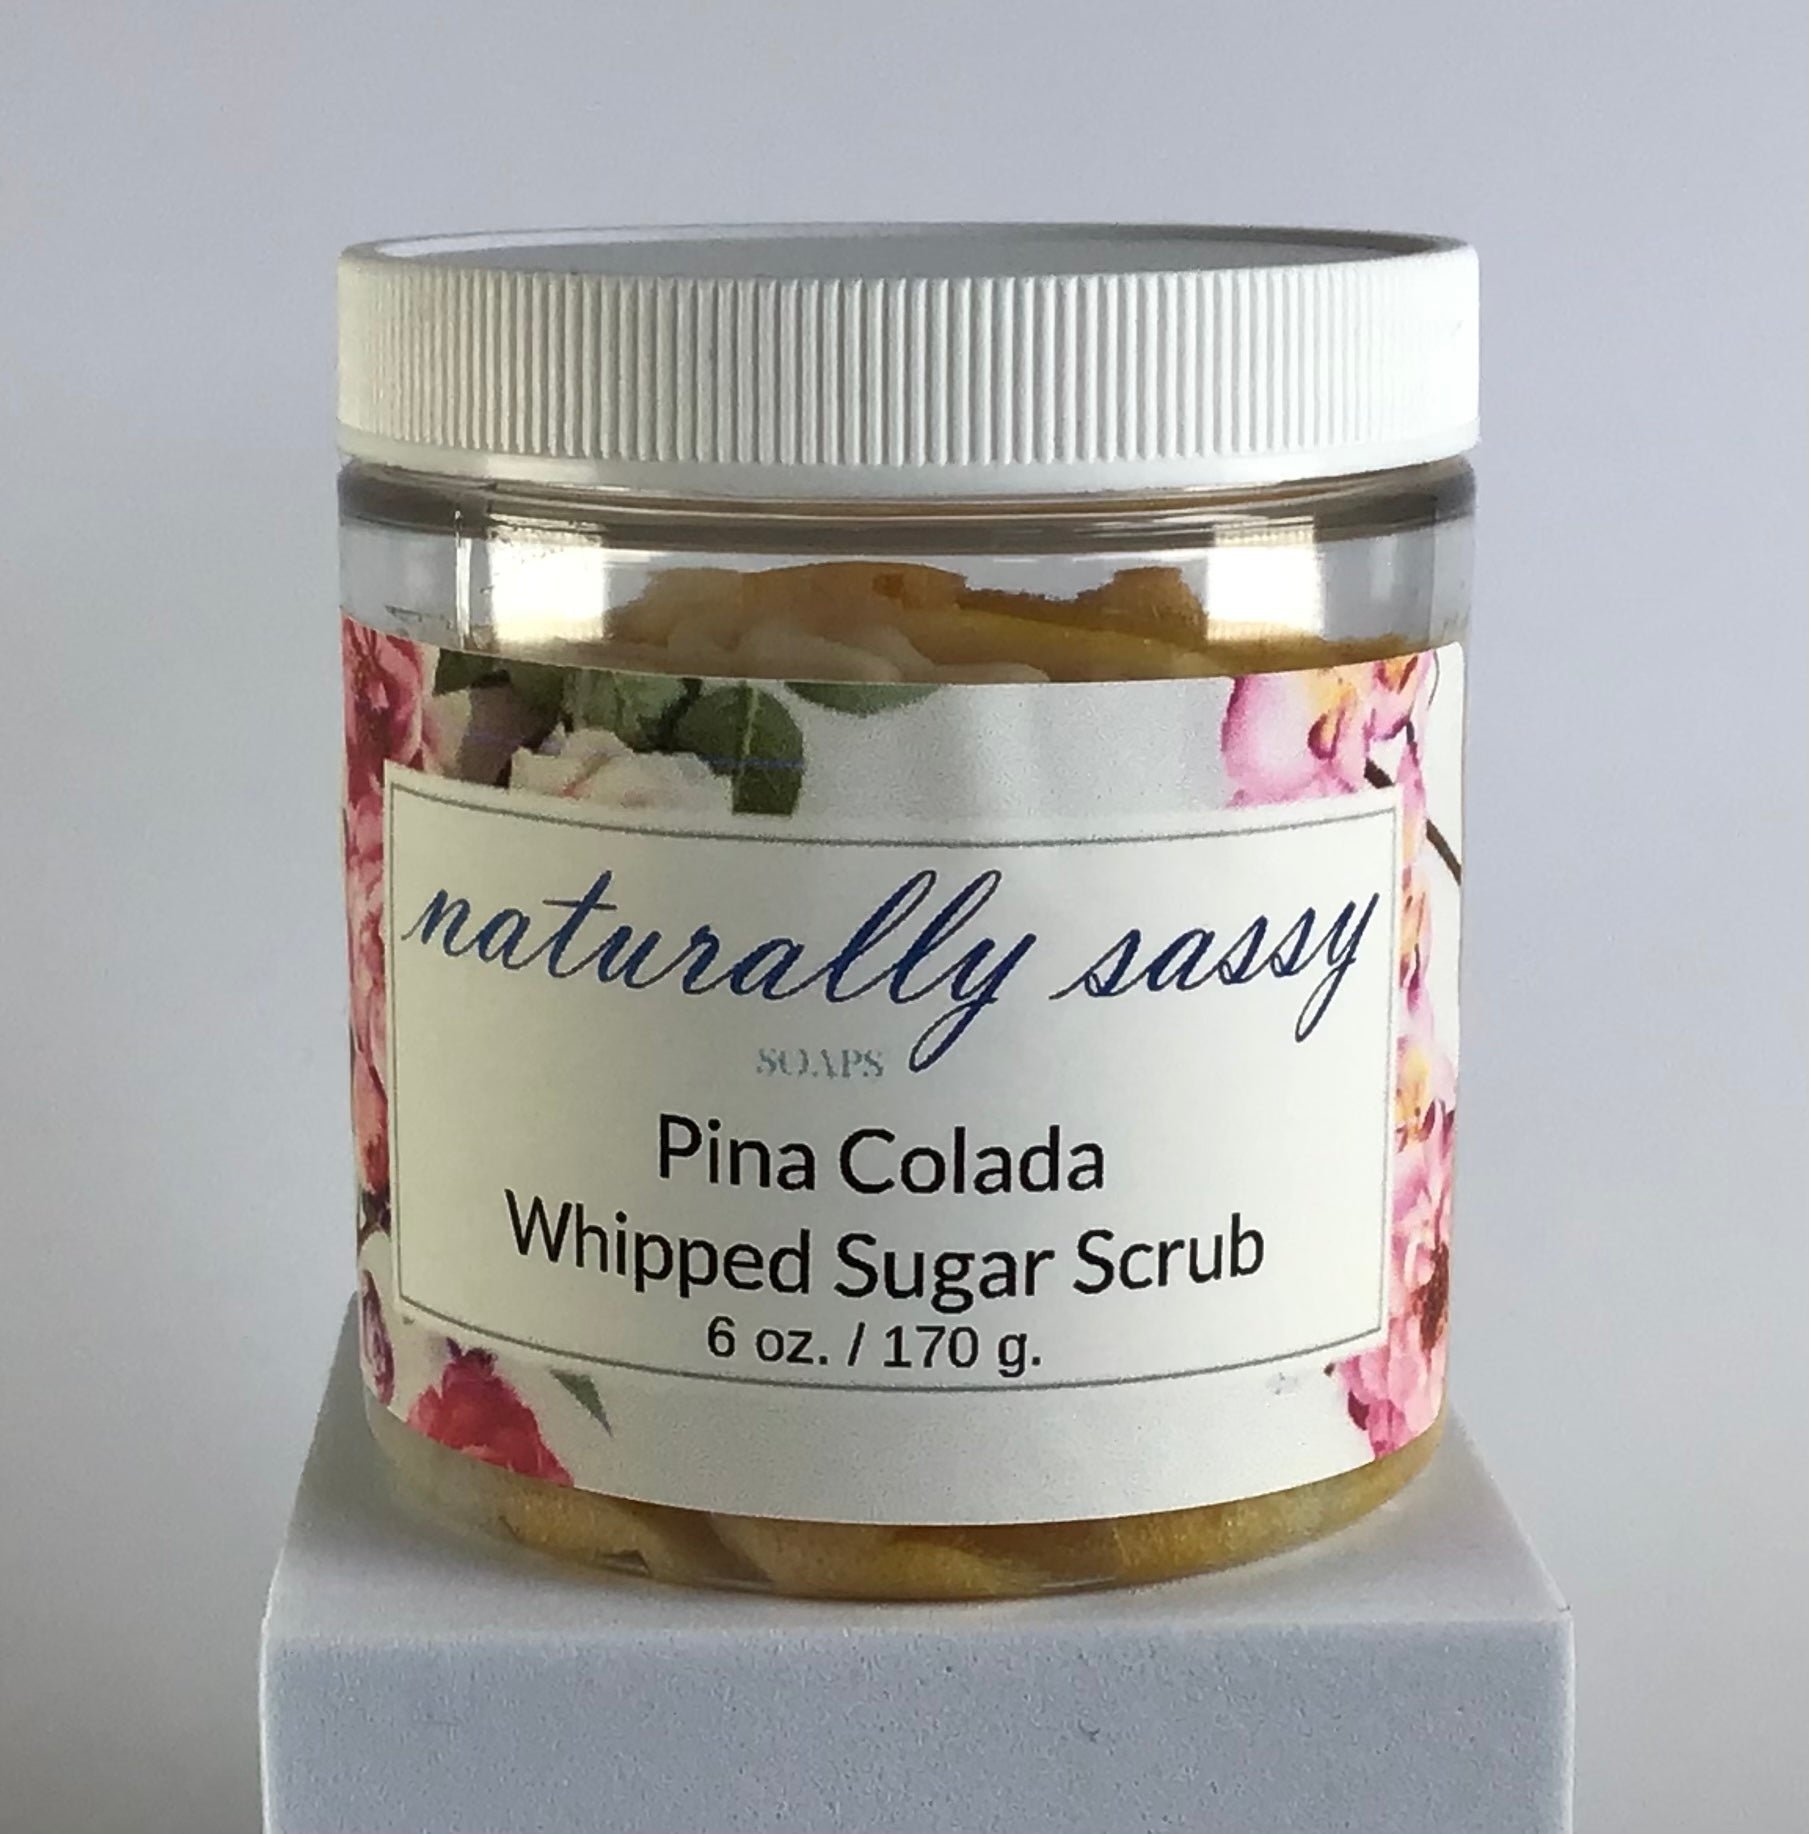 naturally sassy
SOAPS
Pina Colada
Whipped Sugar Scrub
6 oz. / 170 g.